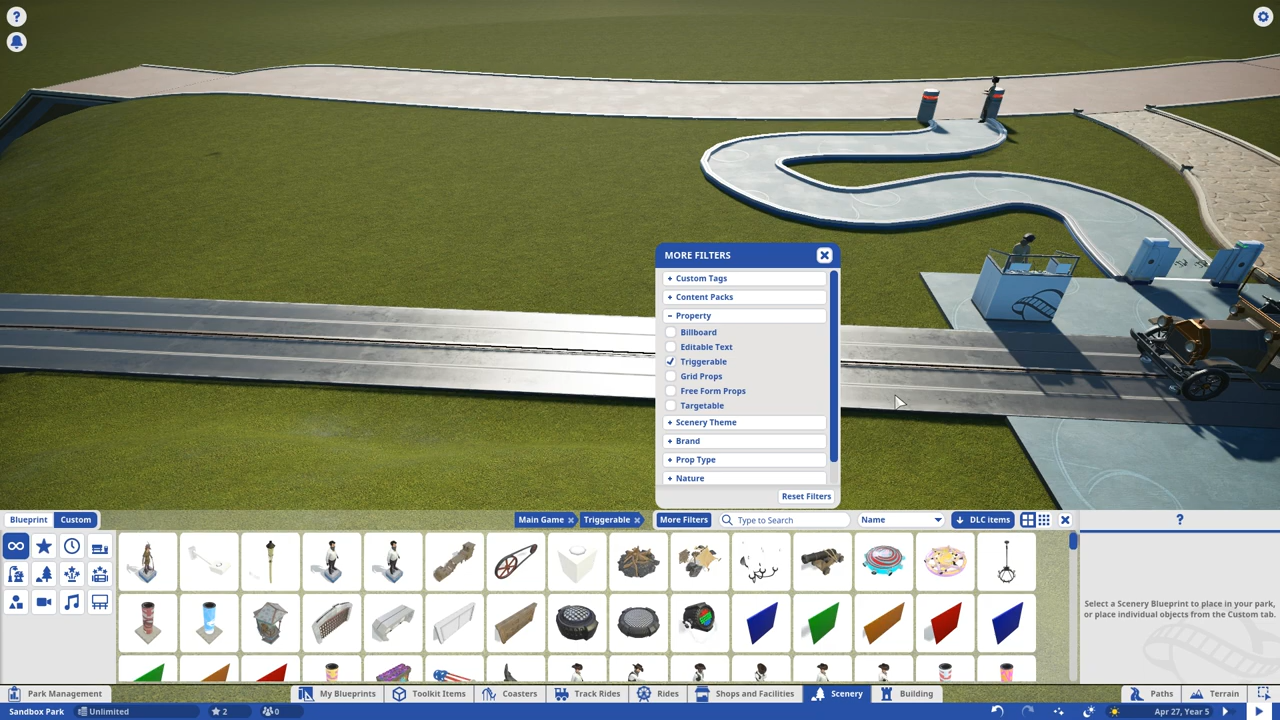 ?
MORE FILTERS
+ Custom Tags
+ Content Packs
- Property
Billboard
Editable Text
Triggerable
Grid Props
Free Form Props
Targetable
+ Scenery Theme
+ Brand
+ Prop Type
+ Nature
Reset Filters
Blueprint Custom Main Game × Triggerable × More Filters Type to Search Name DLC items ?
Select a Scenery Blueprint to place in your park,
or place individual objects from the Custom tab.
Park Management My Blueprints Toolkit Items Coasters Track Rides Rides Shops and Facilities Scenery Building Paths Terrain
Sandbox Park Unlimited 2 0 Apr 27, Year 5